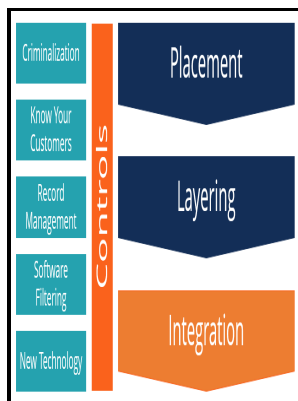 Criminalization
Know Your
Customers
Record
Management
Software
Filtering
New Technology
Controls
Placement
Layering
Integration